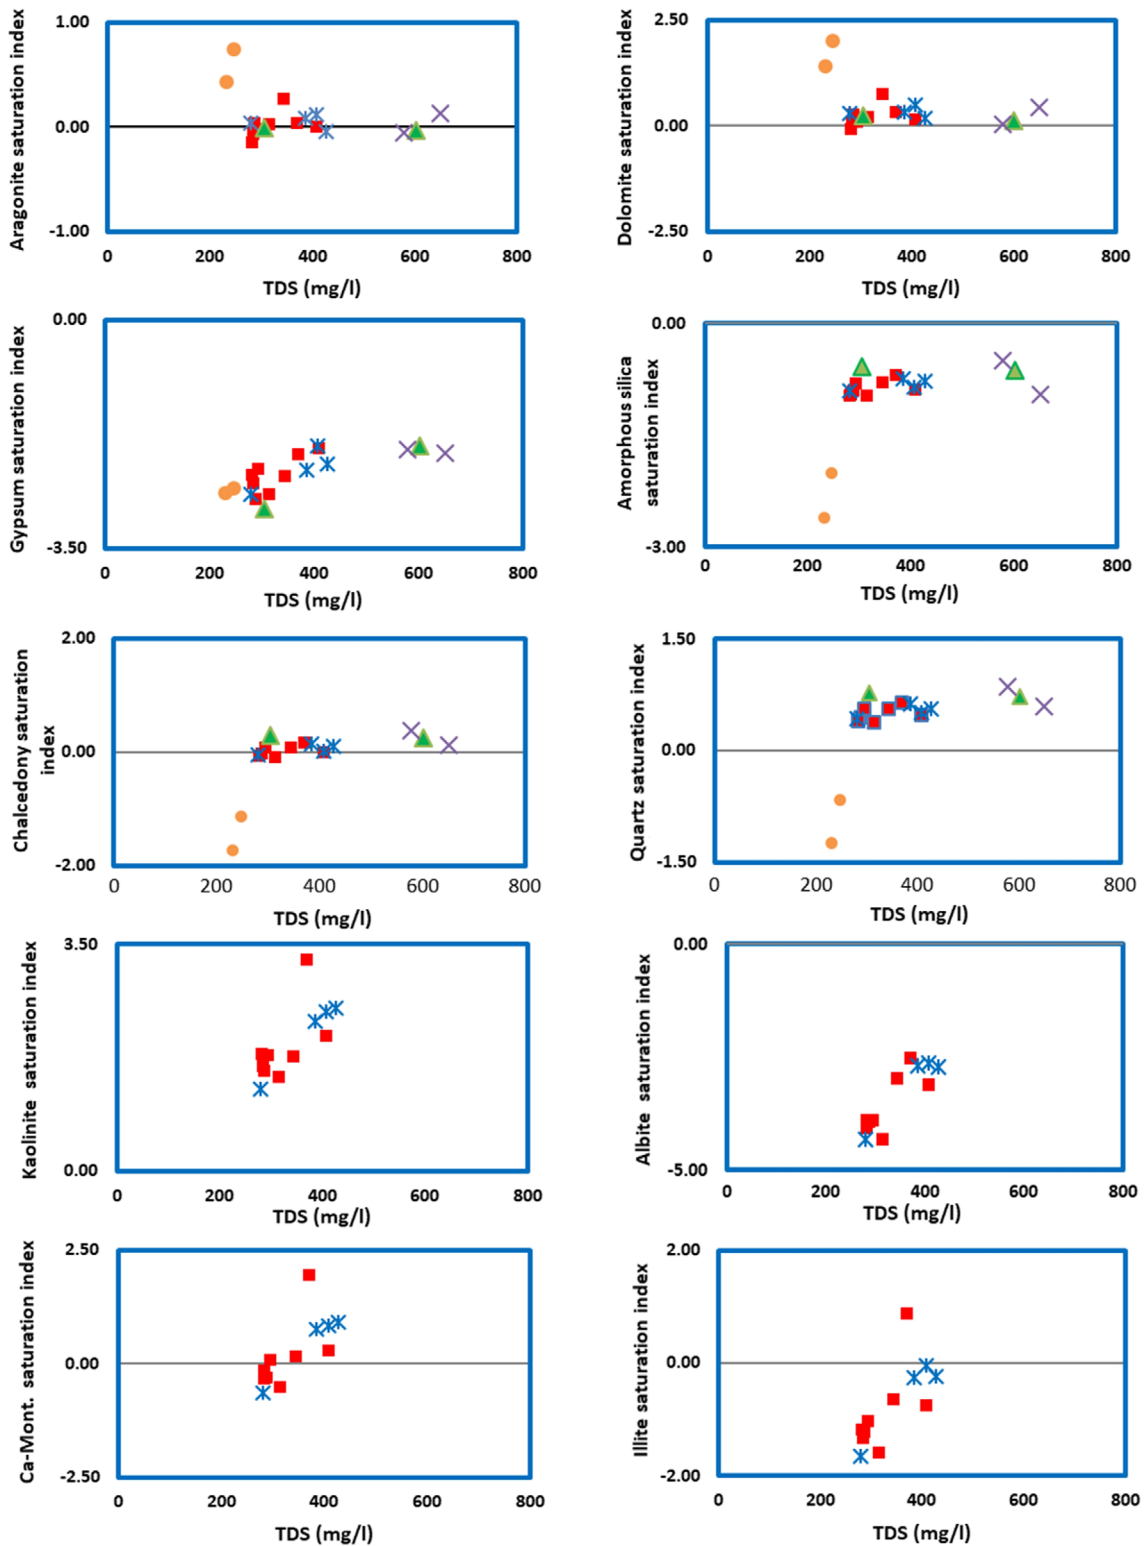 Aragonite saturation index
1.00
0.00
-1.00
0 200 400 600 800
TDS (mg/l)
Dolomite saturation index
2.50
0.00
-2.50
0 200 400 600 800
TDS (mg/l)
Gypsum saturation index
0.00
-3.50
0 200 400 600 800
TDS (mg/l)
Amorphous silica
saturation index
0.00
-3.00
0 200 400 600 800
TDS (mg/l)
Chalcedony saturation
index
2.00
0.00
-2.00
0 200 400 600 800
TDS (mg/l)
Quartz saturation index
1.50
0.00
-1.50
0 200 400 600 800
TDS (mg/l)
Kaolinite saturation index
3.50
0.00
0 200 400 600 800
TDS (mg/l)
Albite saturation index
0.00
-5.00
0 200 400 600 800
TDS (mg/l)
Ca-Mont. saturation index
2.50
0.00
-2.50
0 200 400 600 800
TDS (mg/l)
Illite saturation index
2.00
0.00
-2.00
0 200 400 600 800
TDS (mg/l)